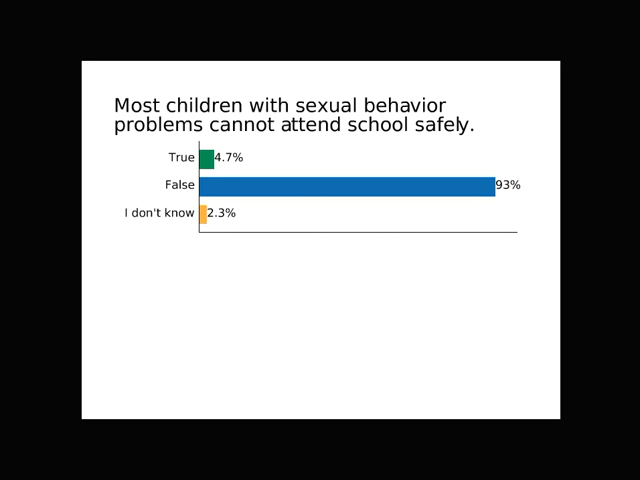 Most children with sexual behavior
problems cannot attend school safely.
True 4.7%
False 93%
I don't know 2.3%